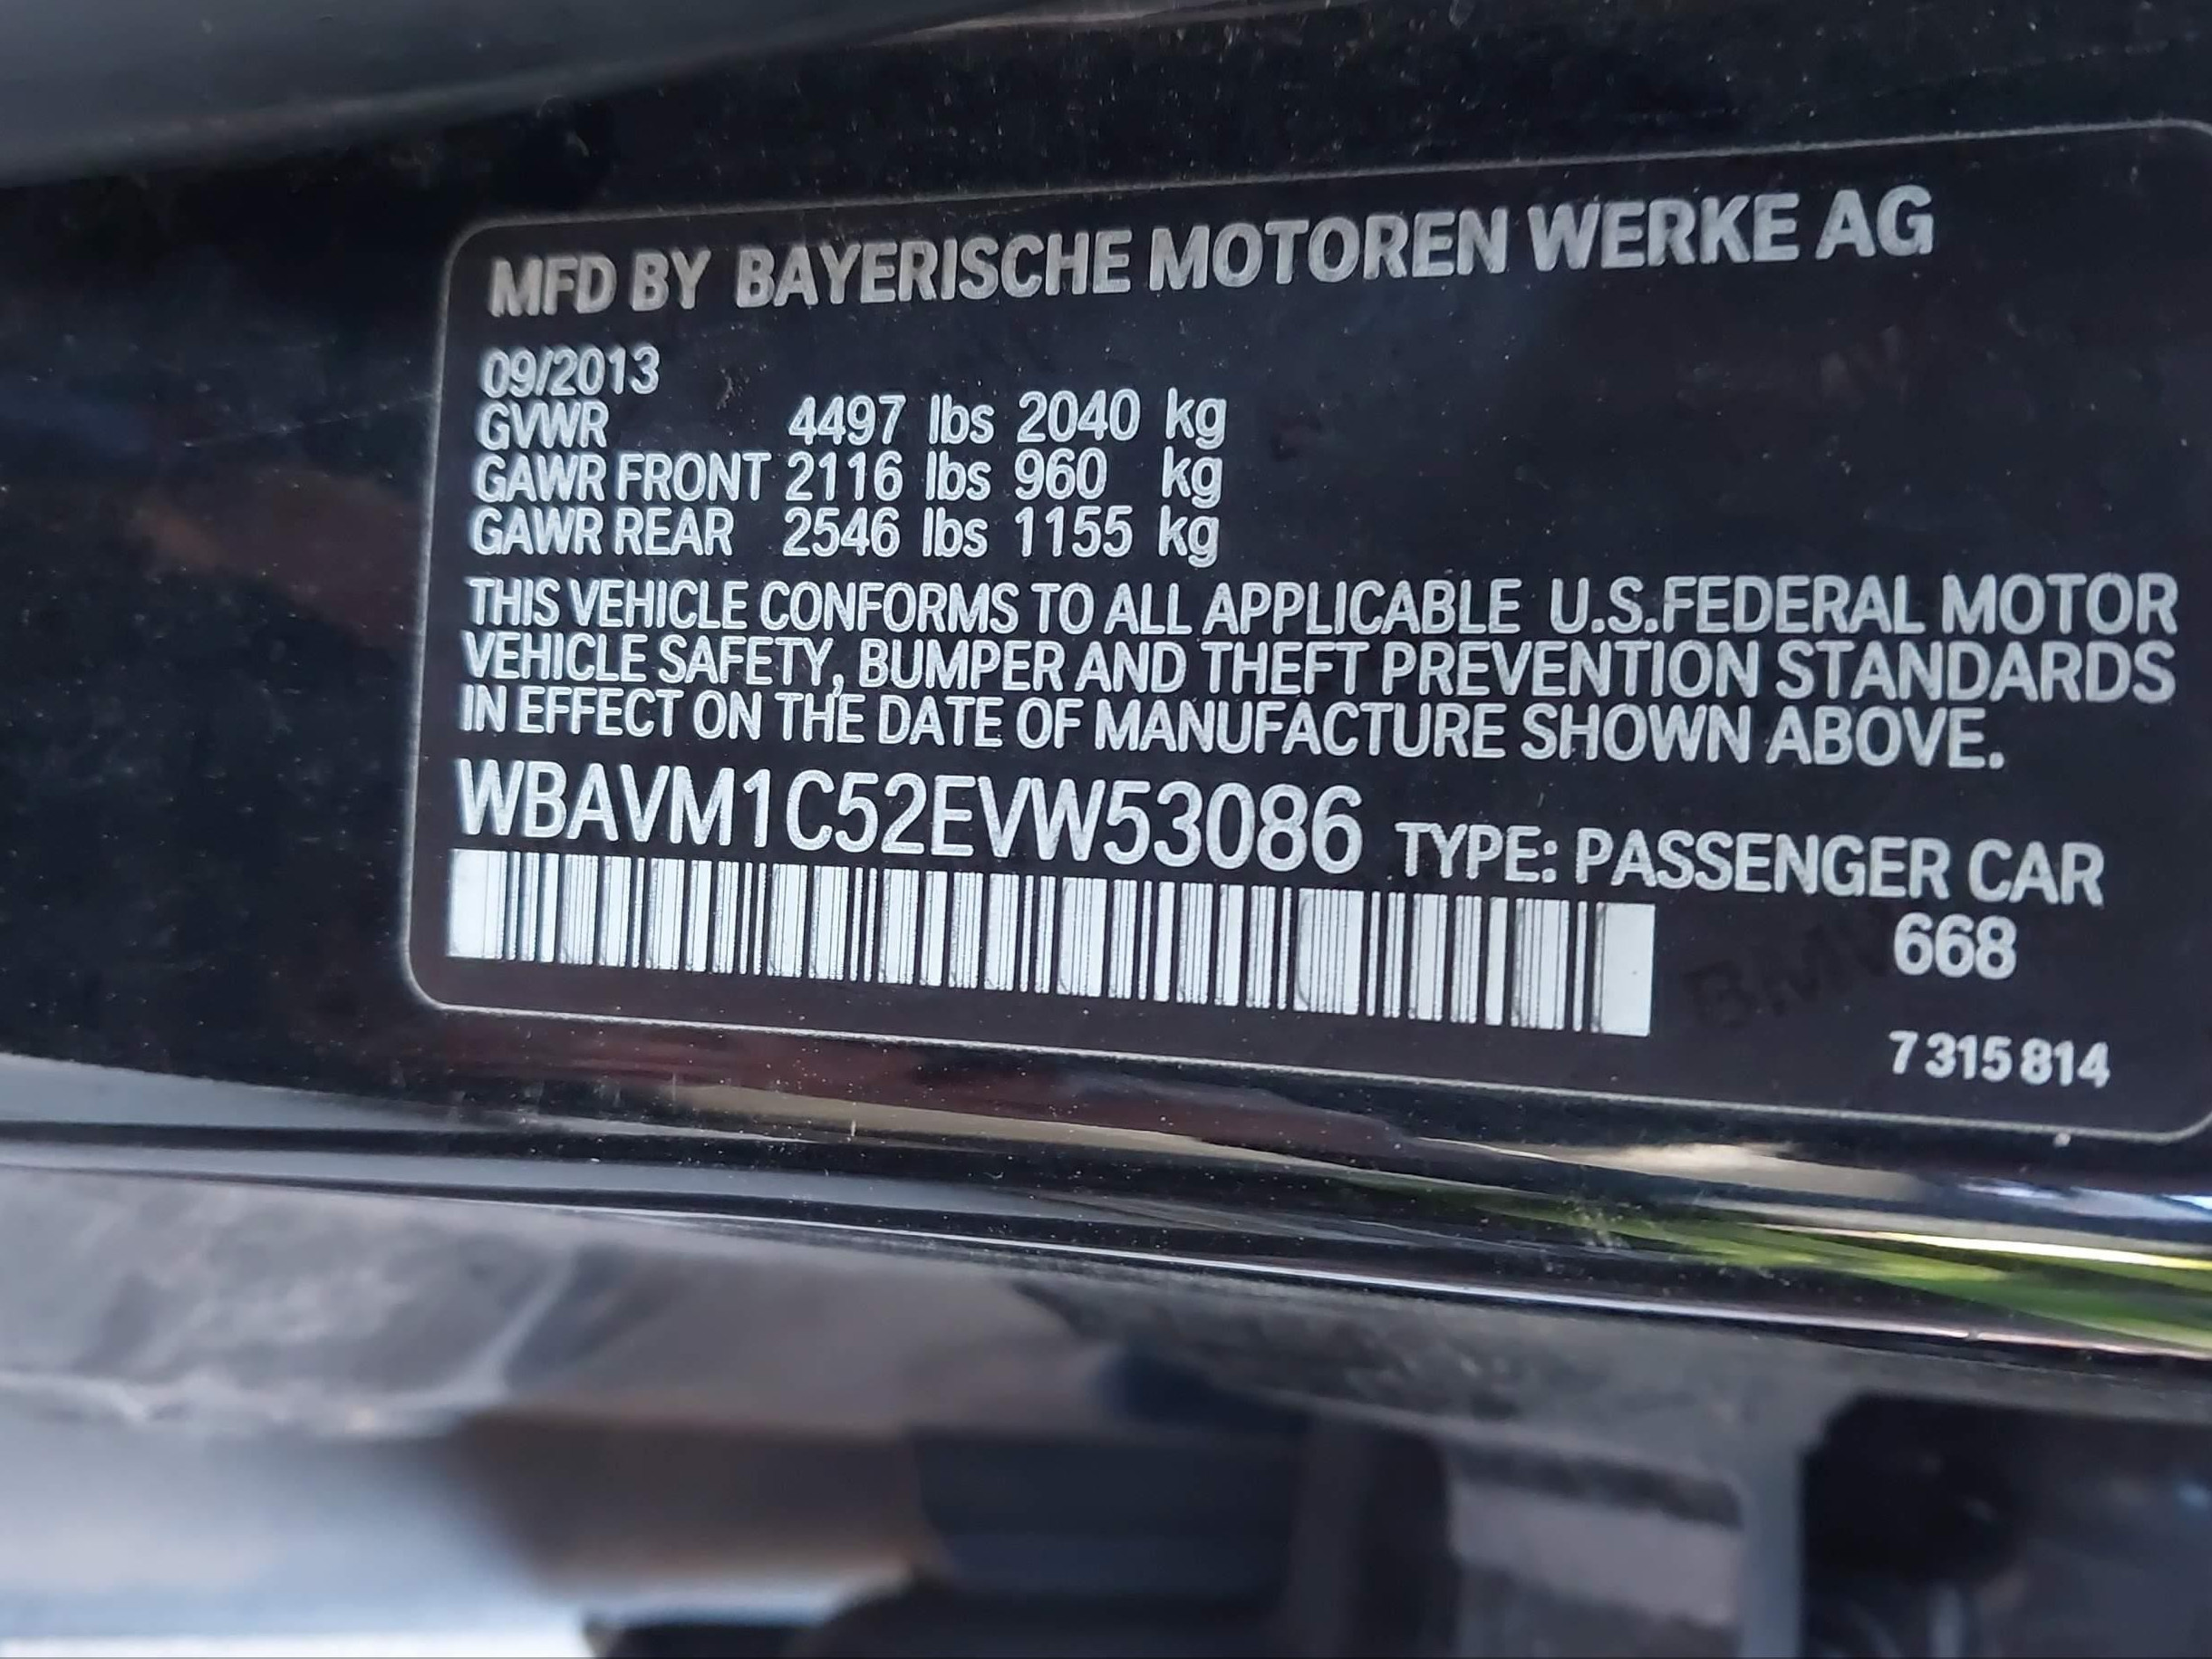 MFD BY BAYERISCHE MOTOREN WERKE AG
09/2013
GVWR 4497 lbs 2040 kg
GAWR FRONT 2116 lbs 960 kg
GAWR REAR 2546 lbs 1155 kg
THIS VEHICLE CONFORMS TO ALL APPLICABLE U.S.FEDERAL MOTOR
VEHICLE SAFETY, BUMPER AND THEFT PREVENTION STANDARDS
IN EFFECT ON THE DATE OF MANUFACTURE SHOWN ABOVE.
WBAVM1C52EVW53086 TYPE: PASSENGER CAR
668
BMW
7 315 814